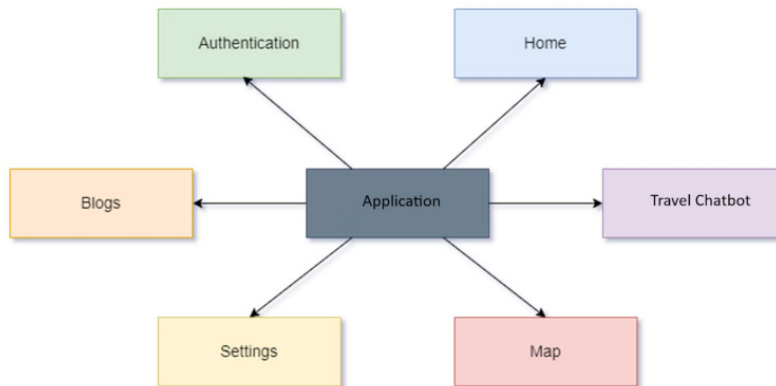 Authentication
Home
Blogs
Application
Travel Chatbot
Settings
Map